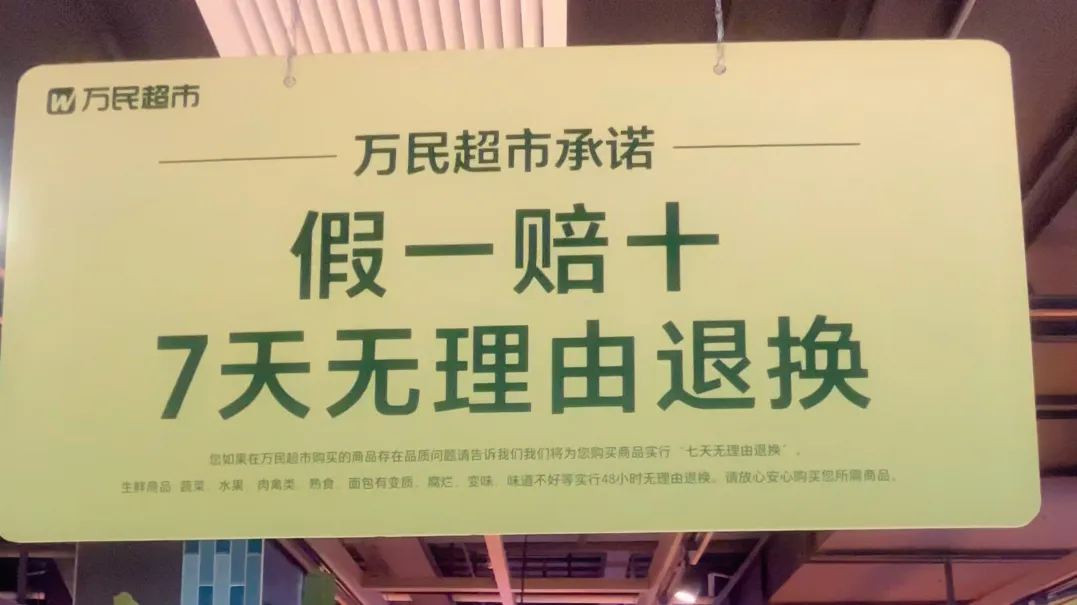 万民超市
万民超市承诺
假一赔十
7天无理由退换
您如果在万民超市购买的商品存在品质问题请告诉我们我们将为您购买商品实行“七天无理由退换”。
生鲜商品 蔬菜、水果、肉禽类、熟食、面包有变质、腐烂、变味、味道不好等实行48小时无理由退换。请放心安心购买您所需商品。